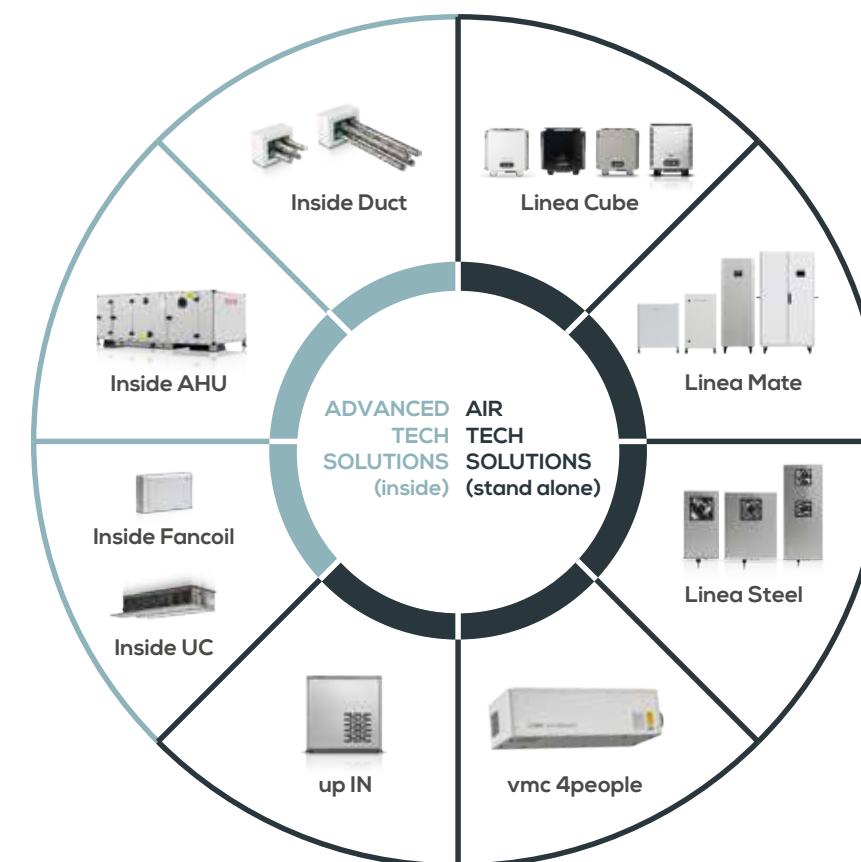 Inside Duct
Linea Cube
Inside AHU
Linea Mate
ADVANCED
TECH
SOLUTIONS
(inside)
AIR
TECH
SOLUTIONS
(stand alone)
Inside Fancoil
Inside UC
Linea Steel
up IN
vmc 4people